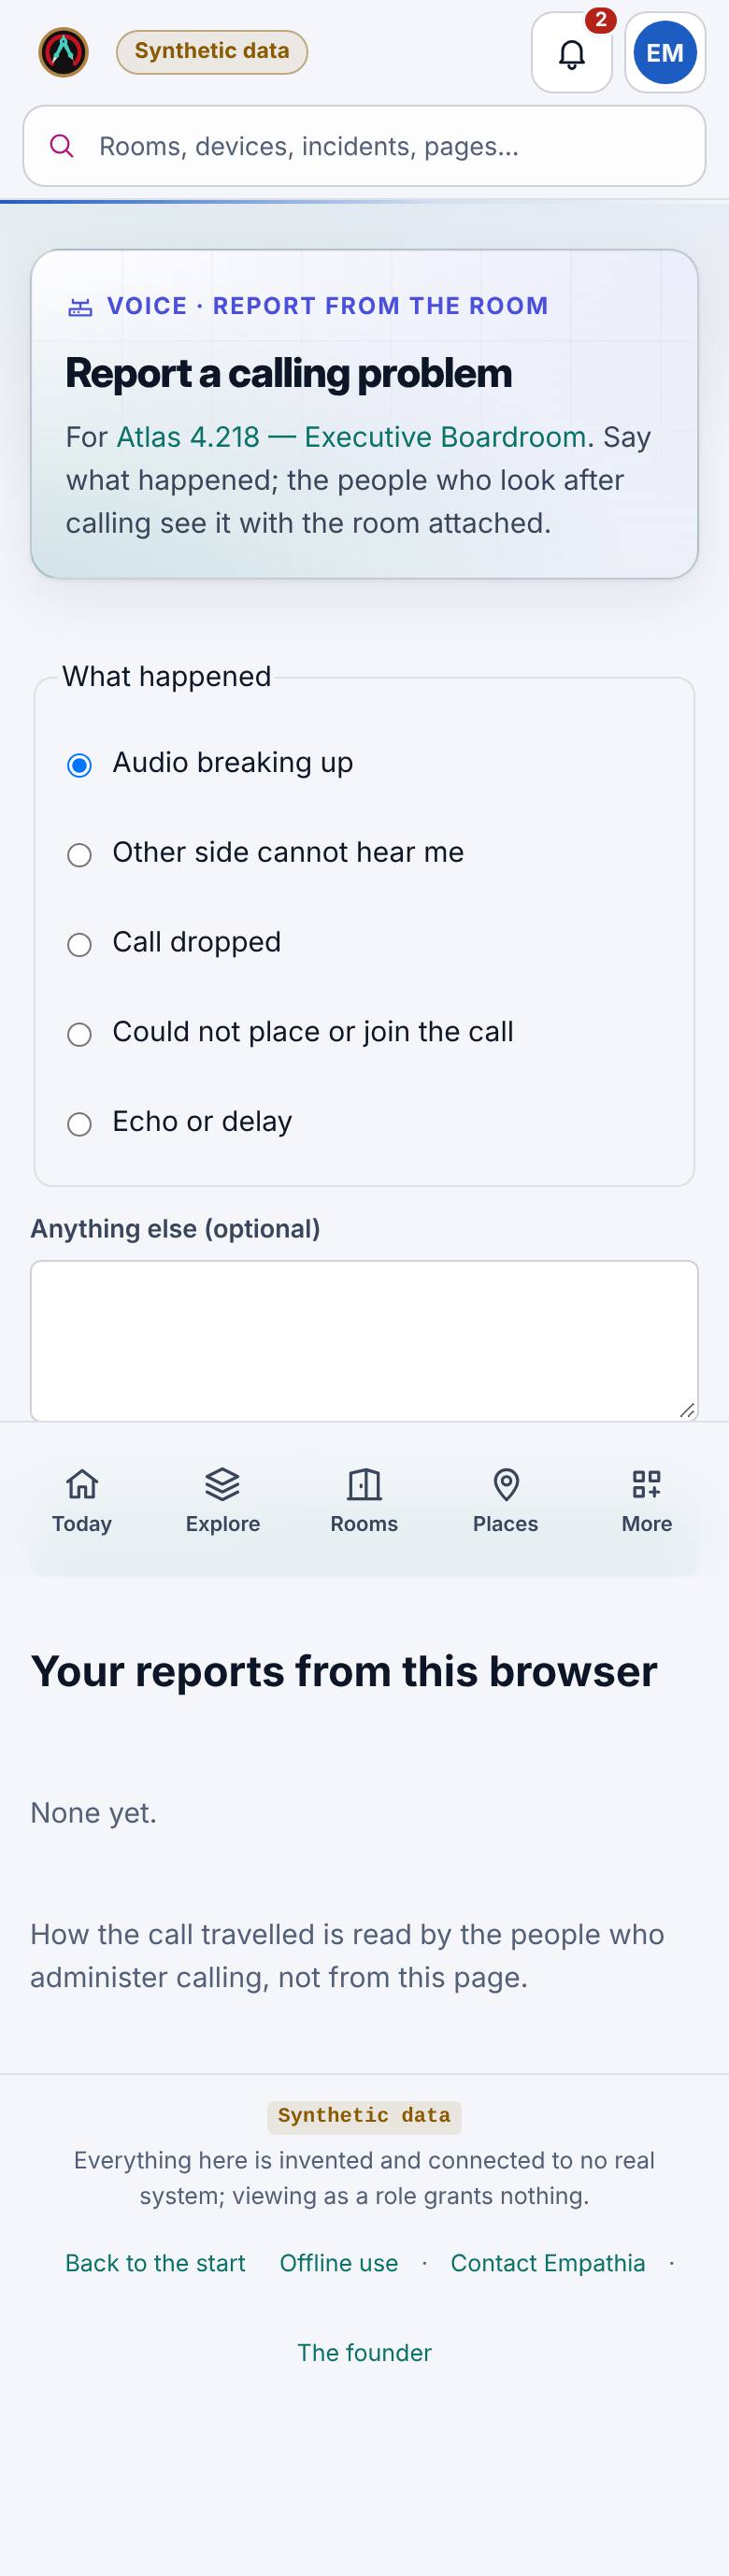 Synthetic data
2
EM
Rooms, devices, incidents, pages...
VOICE · REPORT FROM THE ROOM
Report a calling problem
For Atlas 4.218 — Executive Boardroom. Say
what happened; the people who look after
calling see it with the room attached.
What happened
Audio breaking up
Other side cannot hear me
Call dropped
Could not place or join the call
Echo or delay
Anything else (optional)
Today
Explore
Rooms
Places
More
Your reports from this browser
None yet.
How the call travelled is read by the people who
administer calling, not from this page.
Synthetic data
Everything here is invented and connected to no real
system; viewing as a role grants nothing.
Back to the start Offline use · Contact Empathia ·
The founder